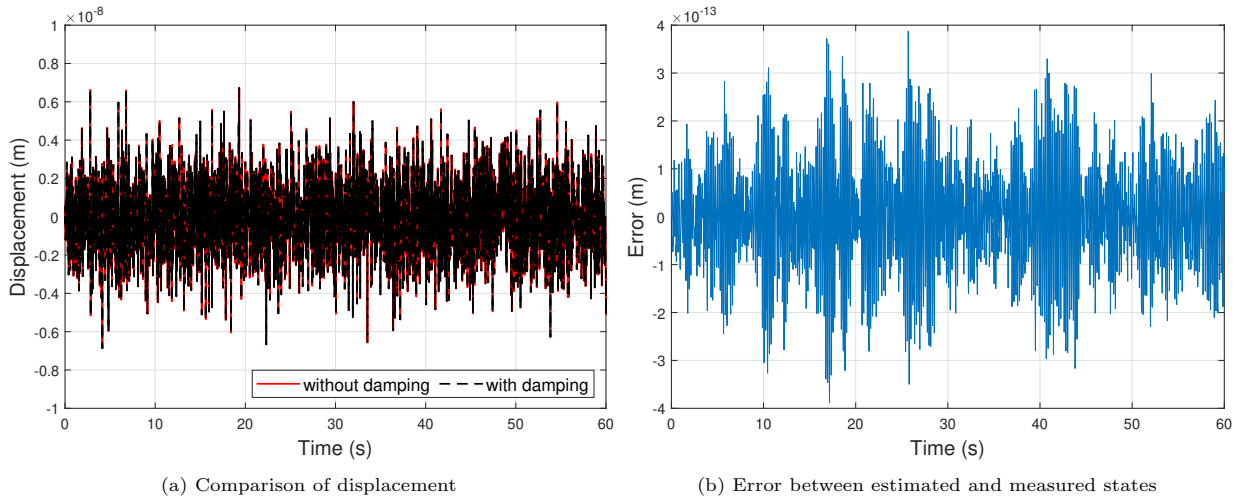 ×10-8
1
0.8
0.6
0.4
0.2
0
-0.2
-0.4
-0.6
-0.8
-1
Displacement (m)
without damping
with damping
0 10 20 30 40 50 60
Time (s)
(a) Comparison of displacement
×10-13
4
3
2
1
0
-1
-2
-3
-4
Error (m)
0 10 20 30 40 50 60
Time (s)
(b) Error between estimated and measured states